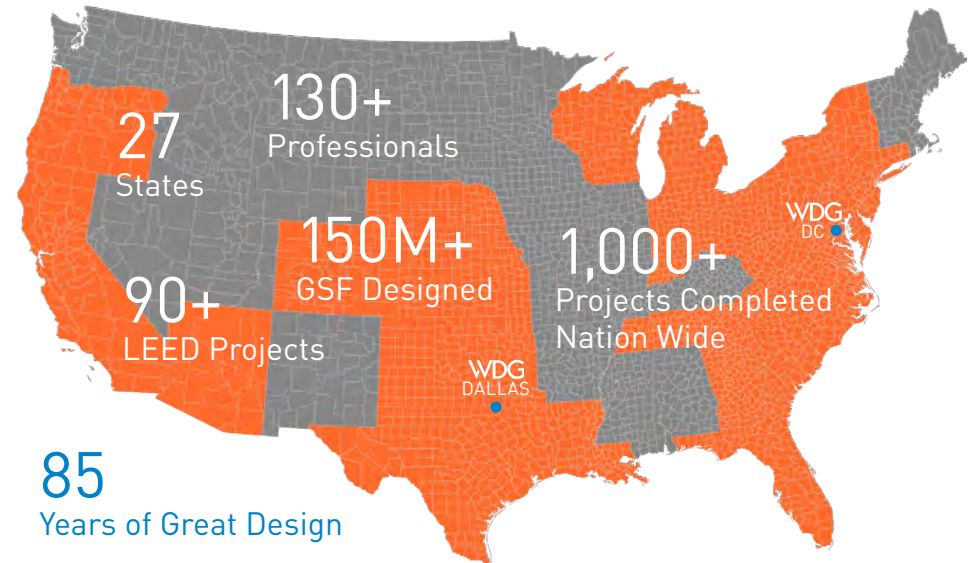 130+
Professionals
27
States
150M+
GSF Designed
1,000+
Projects Completed
Nation Wide
WDG
DC
90+
LEED Projects
WDG
DALLAS
85
Years of Great Design